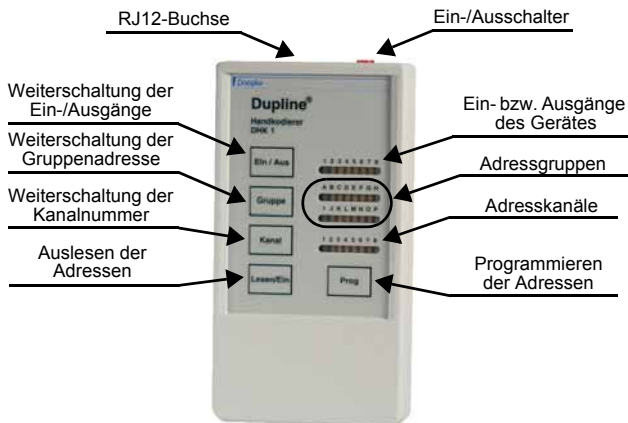 RJ12-Buchse
Ein-/Ausschalter
Weiterschaltung der
Ein-/Ausgänge
Weiterschaltung der
Gruppenadresse
Weiterschaltung der
Kanalnummer
Auslesen der
Adressen
Doepke
Dupline®
Handkodierer
DHK 1
Ein / Aus
Gruppe
Kanal
Lesen/Ein
1 2 3 4 5 6 7 8
A B C D E F G H
I J K L M N O P
1 2 3 4 5 6 7 8
Prog
Ein- bzw. Ausgänge
des Gerätes
Adressgruppen
Adresskanäle
Programmieren
der Adressen